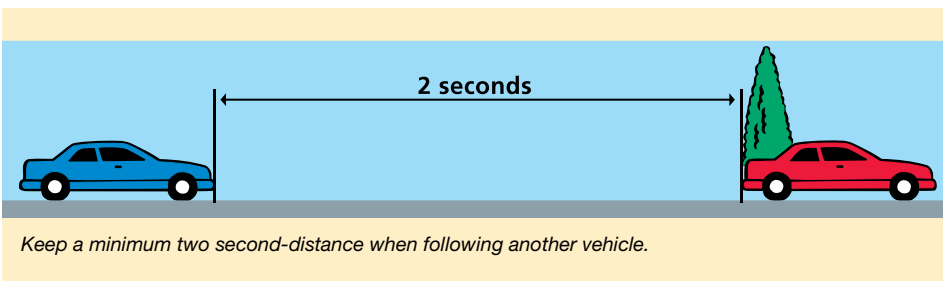 2 seconds
Keep a minimum two second-distance when following another vehicle.